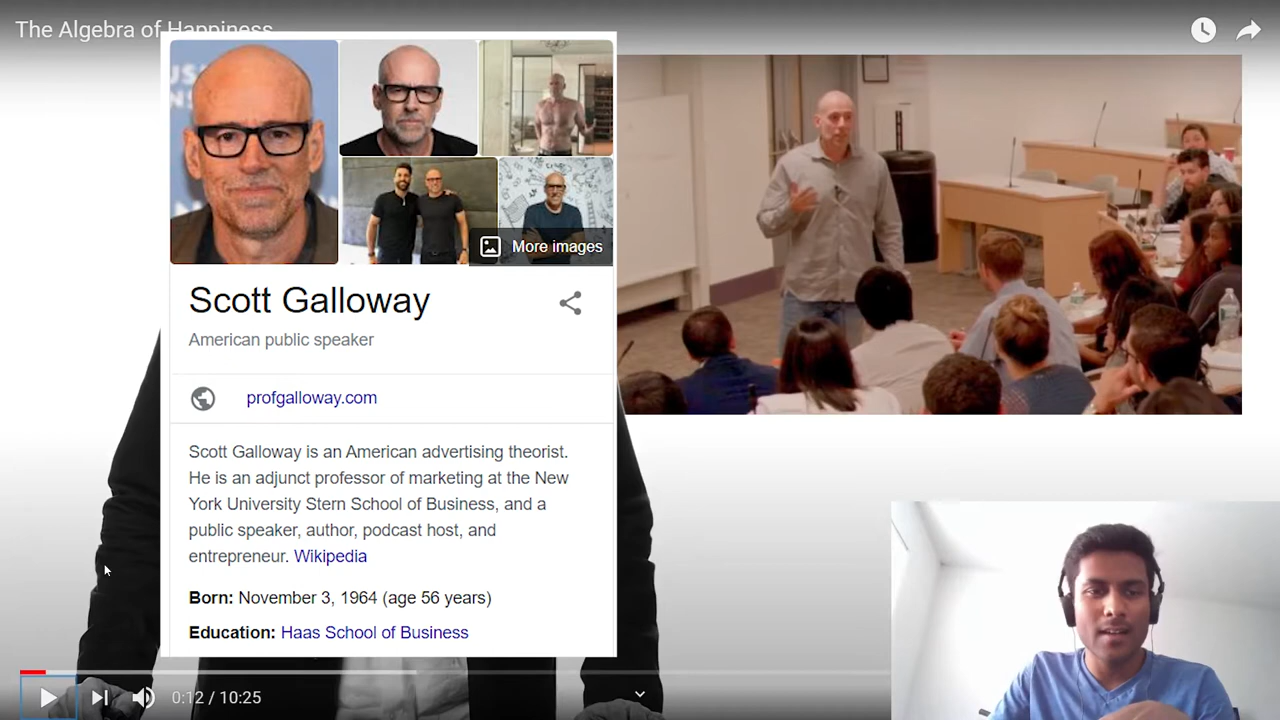 The Algebra of Happiness
More images
Scott Galloway
American public speaker
profgalloway.com
Scott Galloway is an American advertising theorist.
He is an adjunct professor of marketing at the New
York University Stern School of Business, and a
public speaker, author, podcast host, and
entrepreneur. Wikipedia
Born: November 3, 1964 (age 56 years)
Education: Haas School of Business
0:12 / 10:25